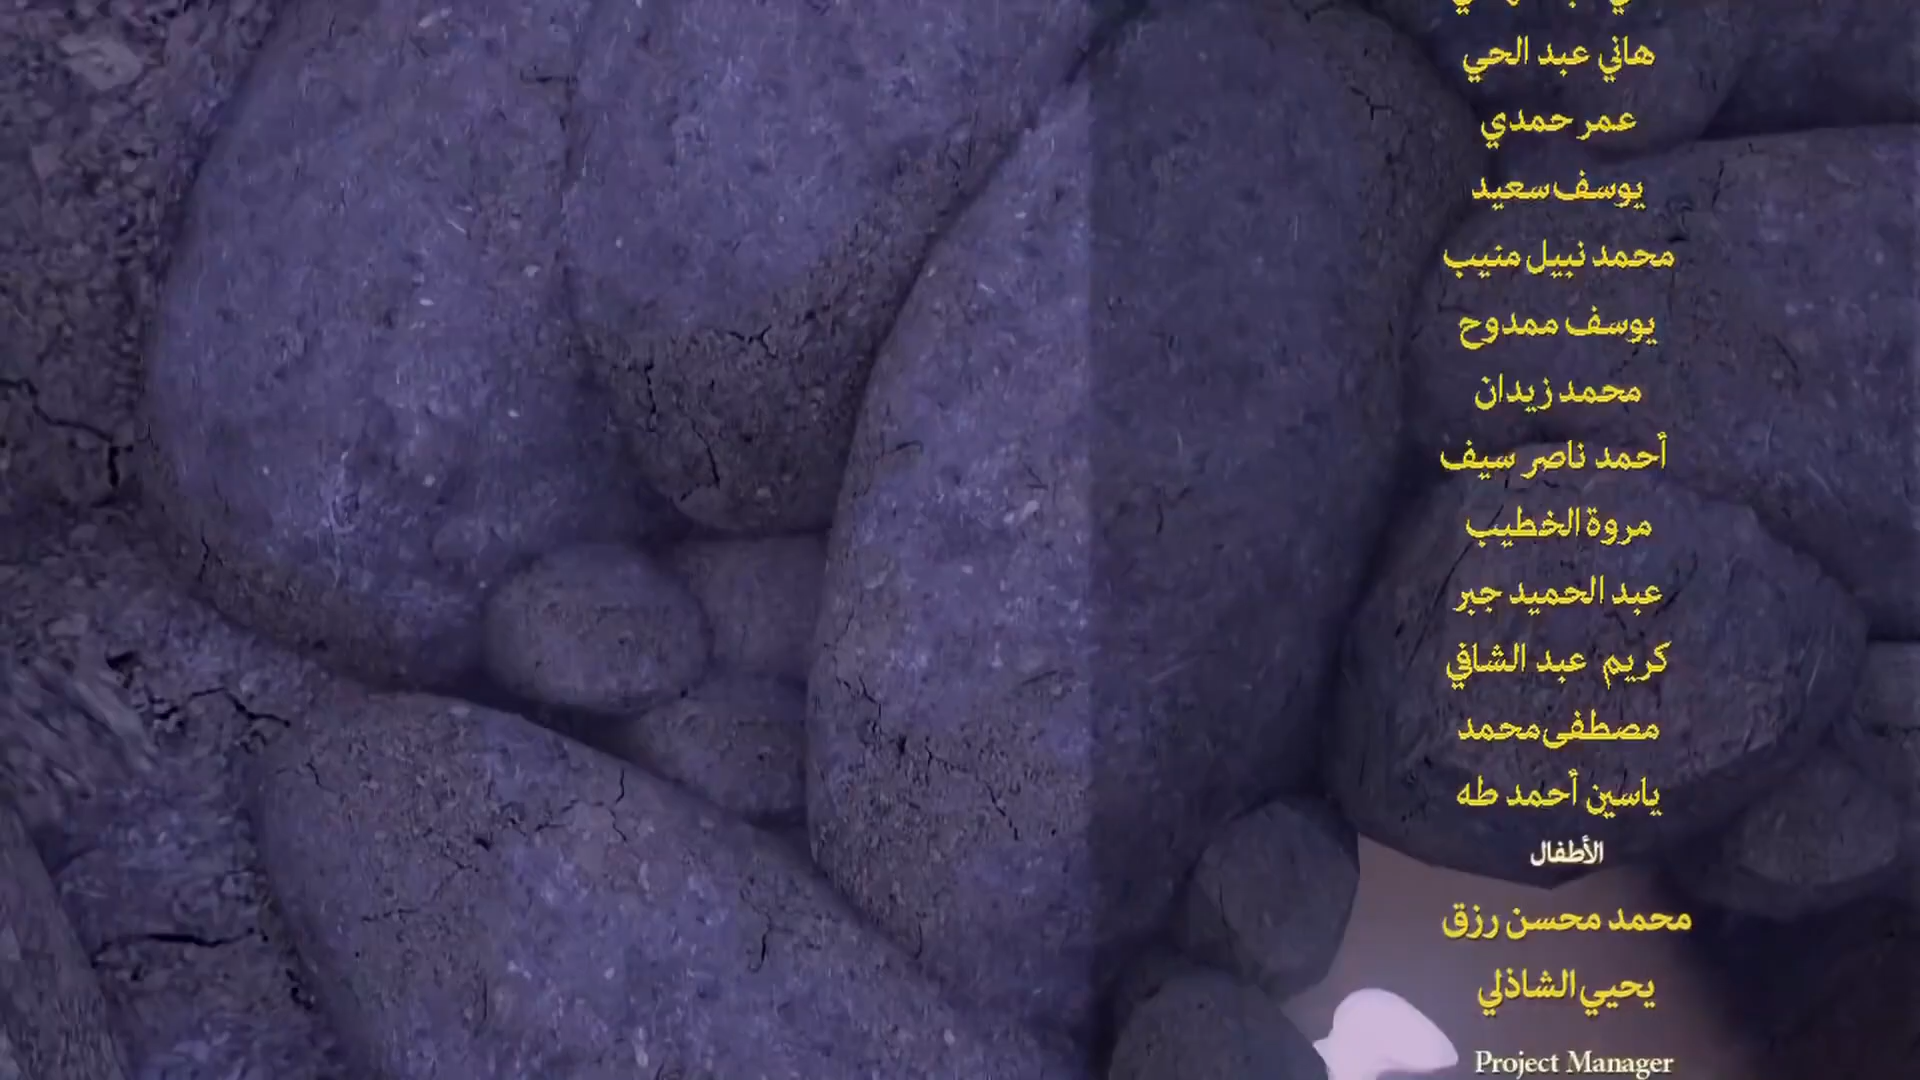 هاني عبد الحي
عمر حمدي
يوسف سعيد
محمد نبيل منيب
يوسف ممدوح
محمد زيدان
أحمد ناصر سيف
مروة الخطيب
عبد الحميد جبر
كريم عبد الشافي
مصطفى محمد
ياسين أحمد طه
الأطفال
محمد محسن رزق
يحيي الشاذلي
Project Manager